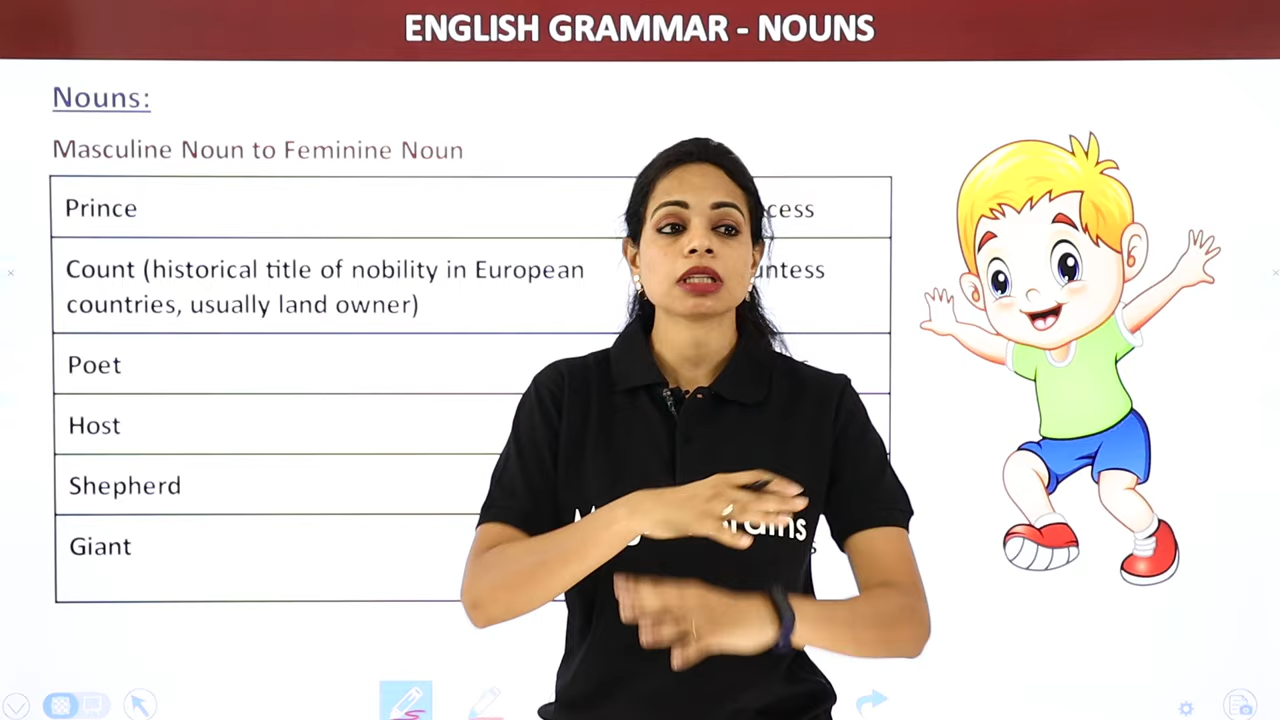 ENGLISH GRAMMAR - NOUNS
Nouns:
Masculine Noun to Feminine Noun
Prince
Count (historical title of nobility in European
countries, usually land owner)
Poet
Host
Shepherd
Giant